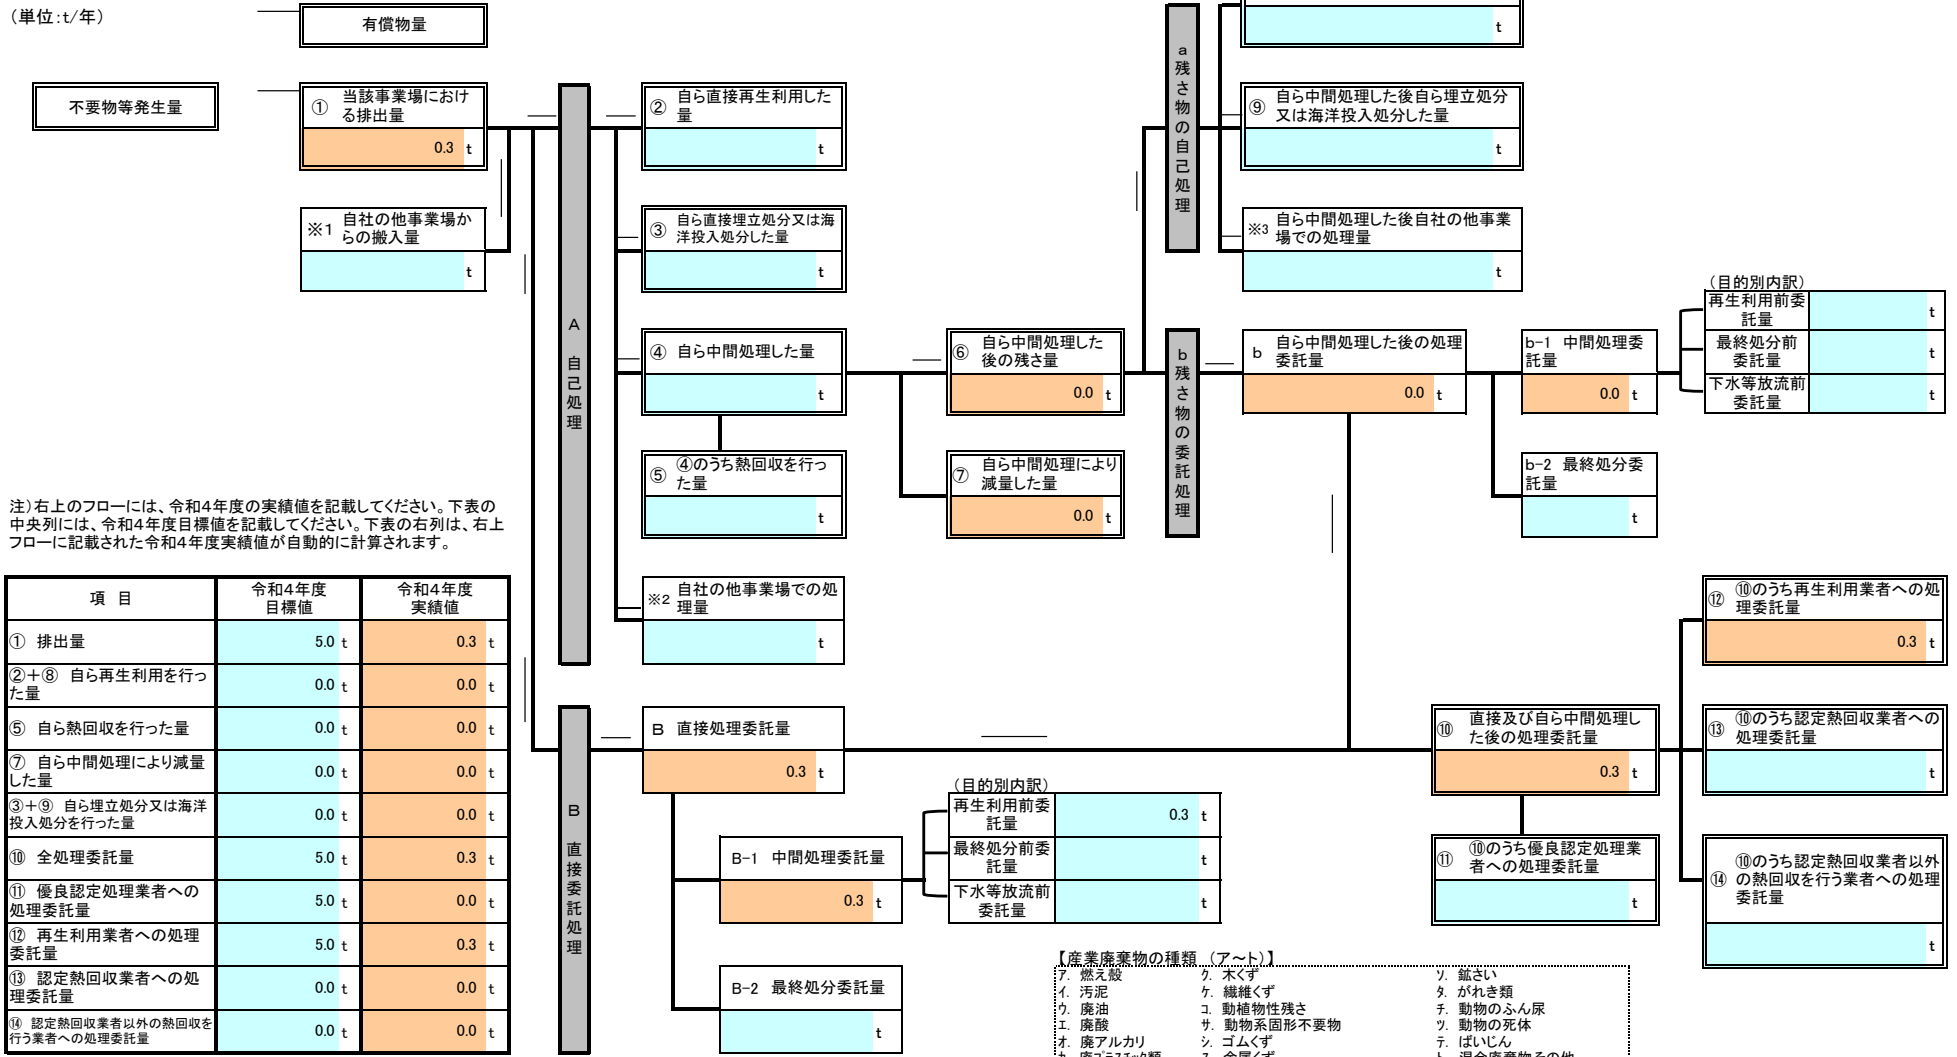 （単位：t/年）
有償物量
不要物等発生量
① 当該事業場におけ
る排出量
0.3 t
※1 自社の他事業場か
らの搬入量
t
A 自己処理
② 自ら直接再生利用した
量
t
③ 自ら直接埋立処分又は海
洋投入処分した量
t
④ 自ら中間処理した量
t
⑤ ④のうち熱回収を行っ
た量
t
※2 自社の他事業場での処
理量
t
⑥ 自ら中間処理した
後の残さ量
0.0 t
⑦ 自ら中間処理により
減量した量
0.0 t
a 残さ物の自己処理
t
⑨ 自ら中間処理した後自ら埋立処分
又は海洋投入処分した量
t
※3 自ら中間処理した後自社の他事業
場での処理量
t
b 残さ物の委託処理
b 自ら中間処理した後の処理
委託量
0.0 t
b-1 中間処理委
託量
0.0 t
b-2 最終処分委
託量
t
（目的別内訳）
再生利用前委
託量
t
最終処分前
委託量
t
下水等放流前
委託量
t
注）右上のフローには、令和4年度の実績値を記載してください。下表の
中央列には、令和4年度目標値を記載してください。下表の右列は、右上
フローに記載された令和4年度実績値が自動的に計算されます。
項 目
令和4年度
目標値
令和4年度
実績値
① 排出量 5.0 t 0.3 t
②＋⑧ 自ら再生利用を行っ
た量 0.0 t 0.0 t
⑤ 自ら熱回収を行った量 0.0 t 0.0 t
⑦ 自ら中間処理により減量
した量 0.0 t 0.0 t
③＋⑨ 自ら埋立処分又は海洋
投入処分を行った量 0.0 t 0.0 t
⑩ 全処理委託量 5.0 t 0.3 t
⑪ 優良認定処理業者への
処理委託量 5.0 t 0.0 t
⑫ 再生利用業者への処理
委託量 5.0 t 0.3 t
⑬ 認定熱回収業者への処
理委託量 0.0 t 0.0 t
⑭ 認定熱回収業者以外の熱回収を
行う業者への処理委託量 0.0 t 0.0 t
B 直接委託処理
B 直接処理委託量
0.3 t
B-1 中間処理委託量
0.3 t
B-2 最終処分委託量
t
（目的別内訳）
再生利用前委
託量
0.3 t
最終処分前委
託量
t
下水等放流前
委託量
t
⑩ 直接及び自ら中間処理し
た後の処理委託量
0.3 t
⑪ ⑩のうち優良認定処理業
者への処理委託量
t
⑫ ⑩のうち再生利用業者への処
理委託量
0.3 t
⑬ ⑩のうち認定熱回収業者への
処理委託量
t
⑭ ⑩のうち認定熱回収業者以外
の熱回収を行う業者への処理
委託量
t
【産業廃棄物の種類 （ア～ト）】
ア. 燃え殻 ク. 木くず ソ. 鉱さい
イ. 汚泥 ケ. 繊維くず タ. がれき類
ウ. 廃油 コ. 動植物性残さ チ. 動物のふん尿
エ. 廃酸 サ. 動物系固形不要物 ツ. 動物の死体
オ. 廃アルカリ シ. ゴムくず テ. ばいじん
カ. 廃プラスチック類 ス. 金属くず ト. 混合廃棄物その他